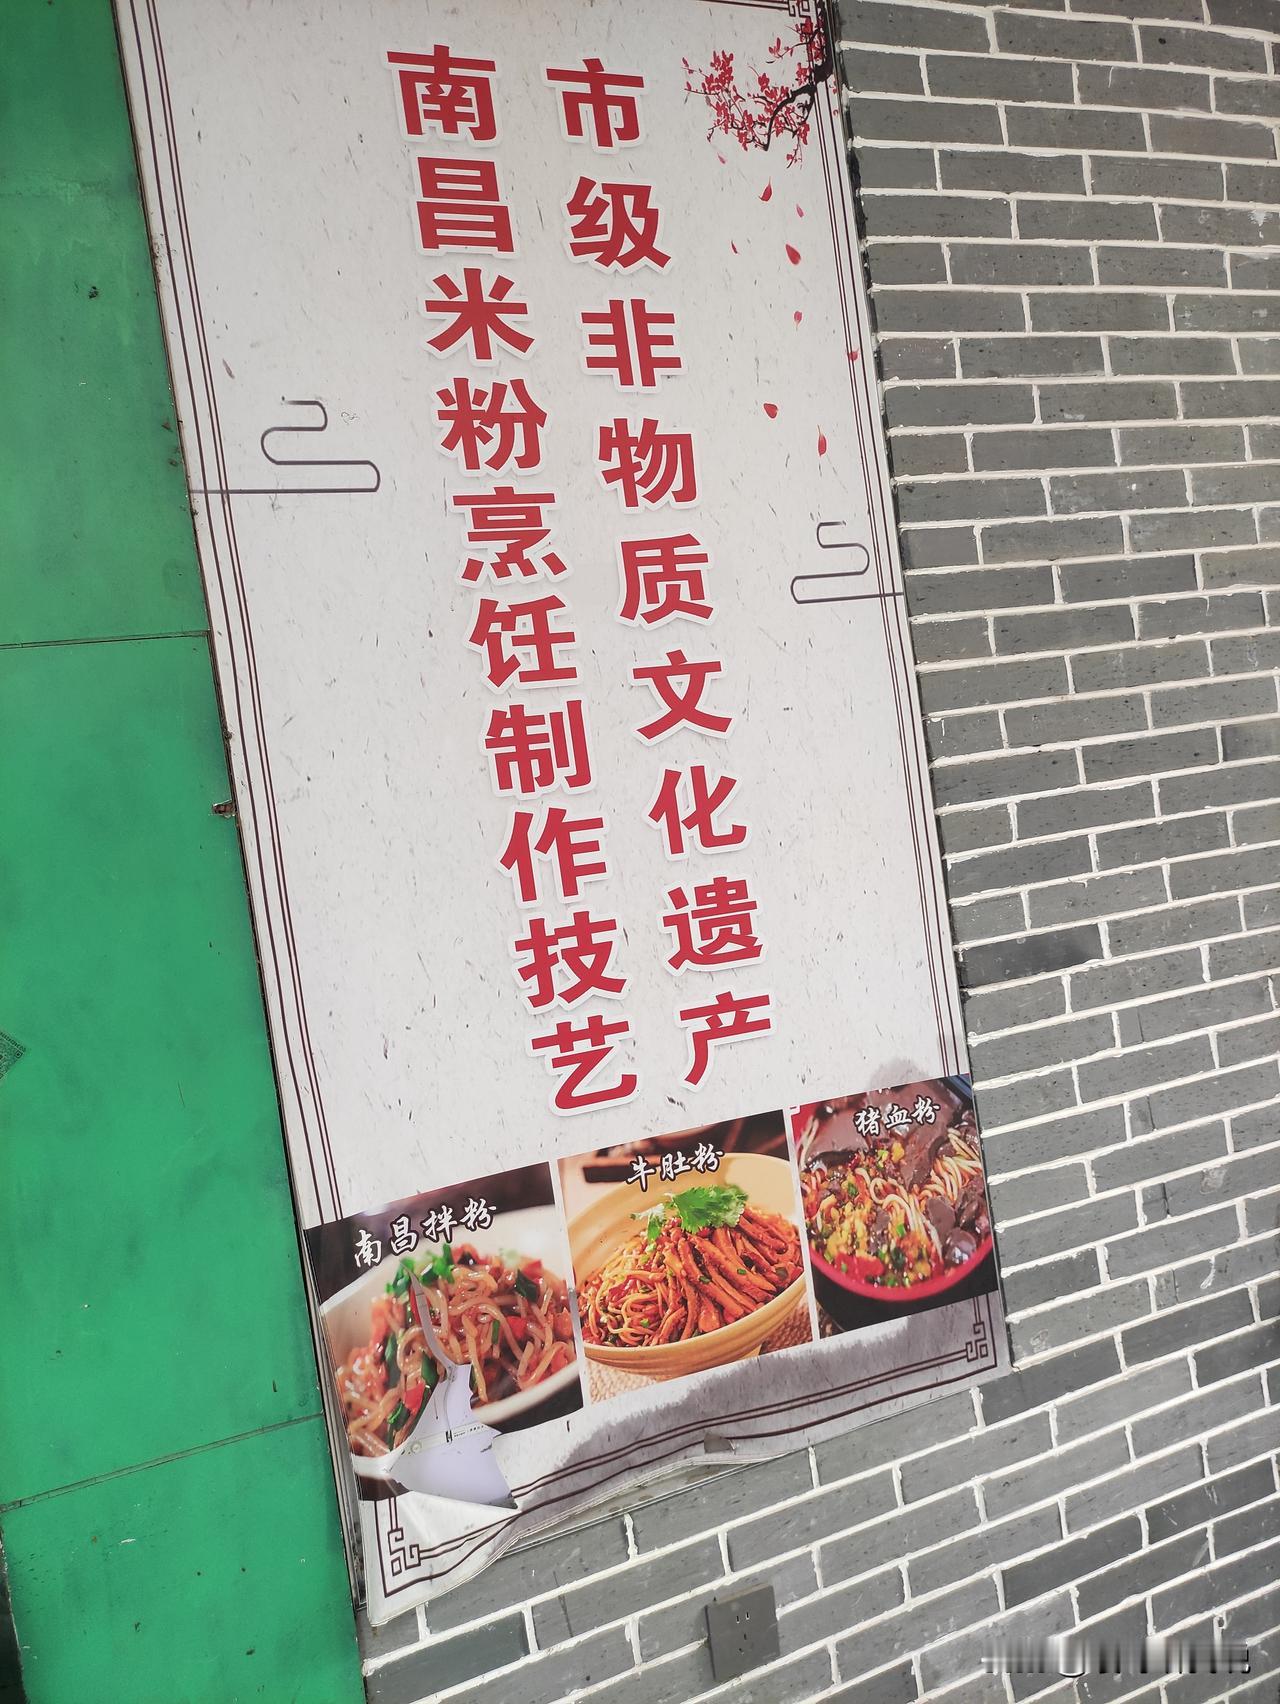 市级非物质文化遗产
南昌米粉烹饪制作技艺
南昌拌粉
牛肚粉
猪血粉